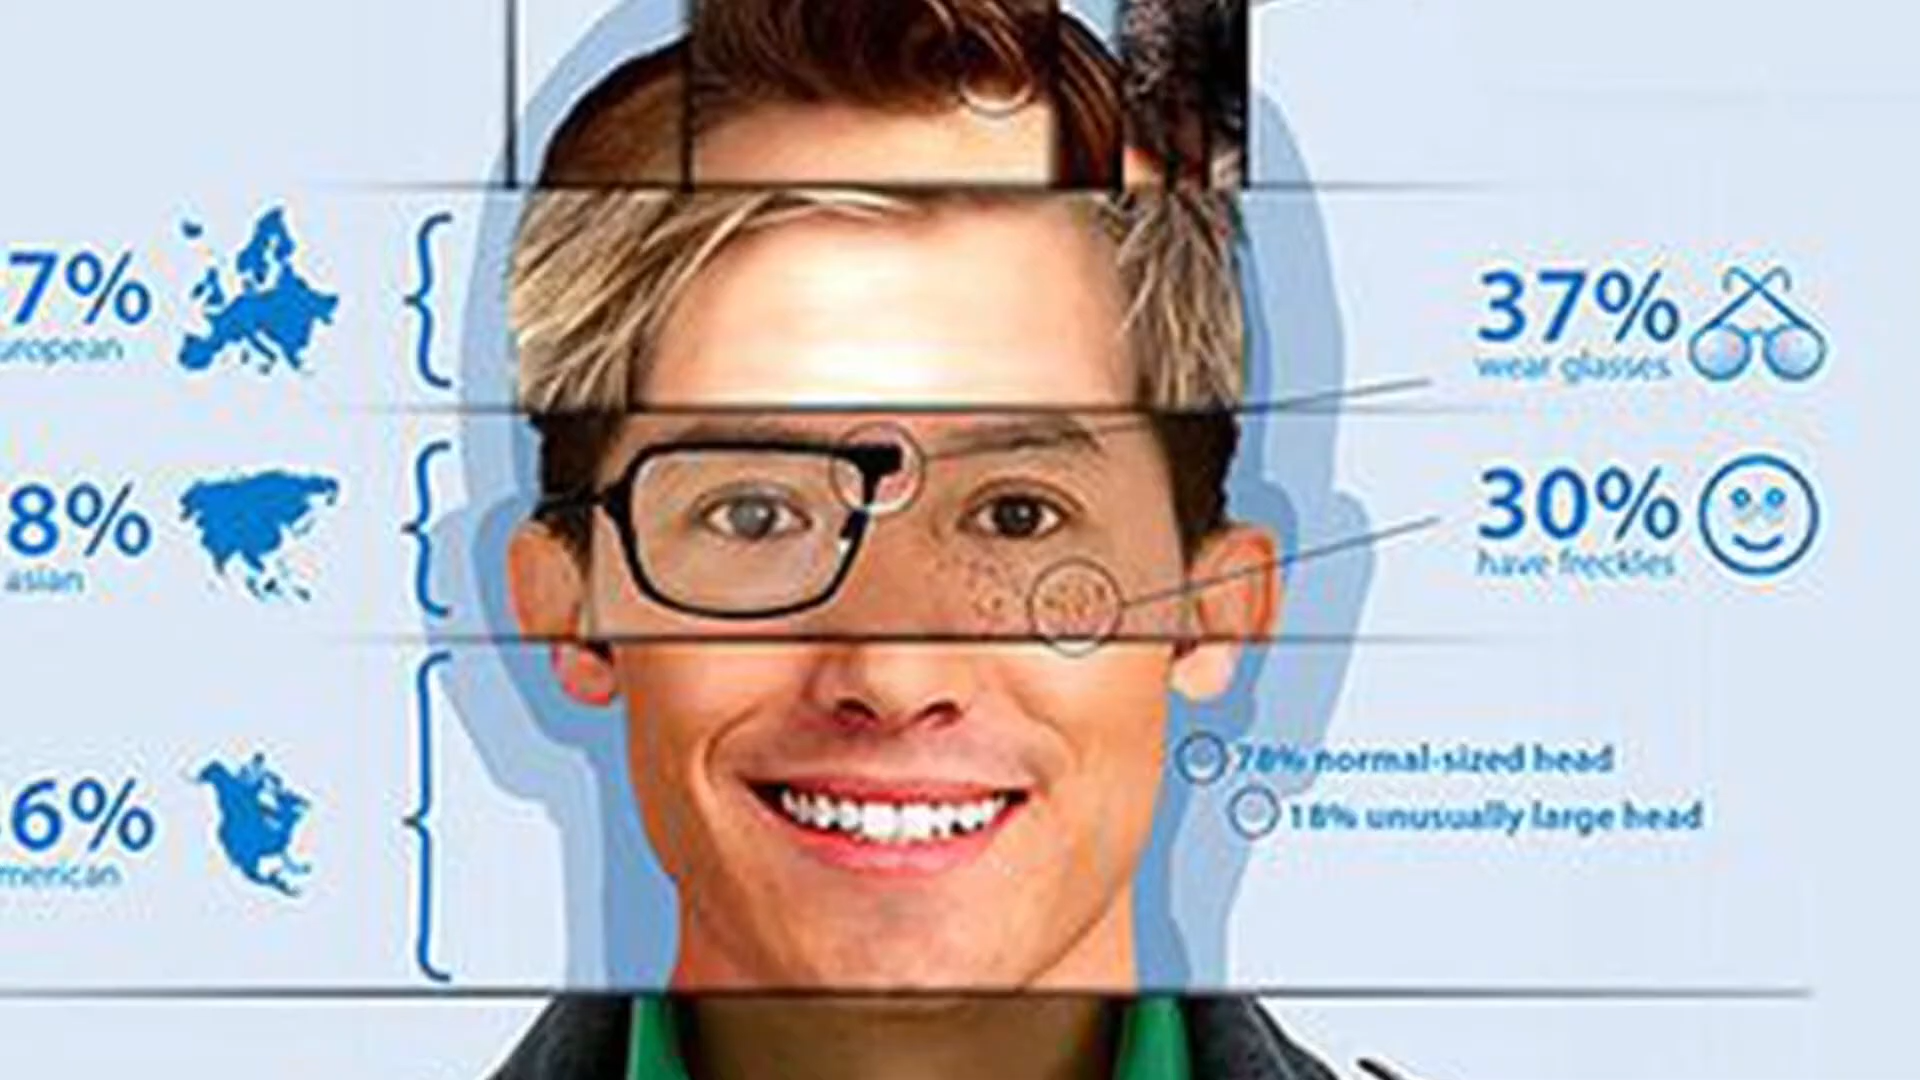 7%
uropean
37%
wear glasses
8%
asian
30%
have freckles
78% normal-sized head
18% unusually large head
6%
merican